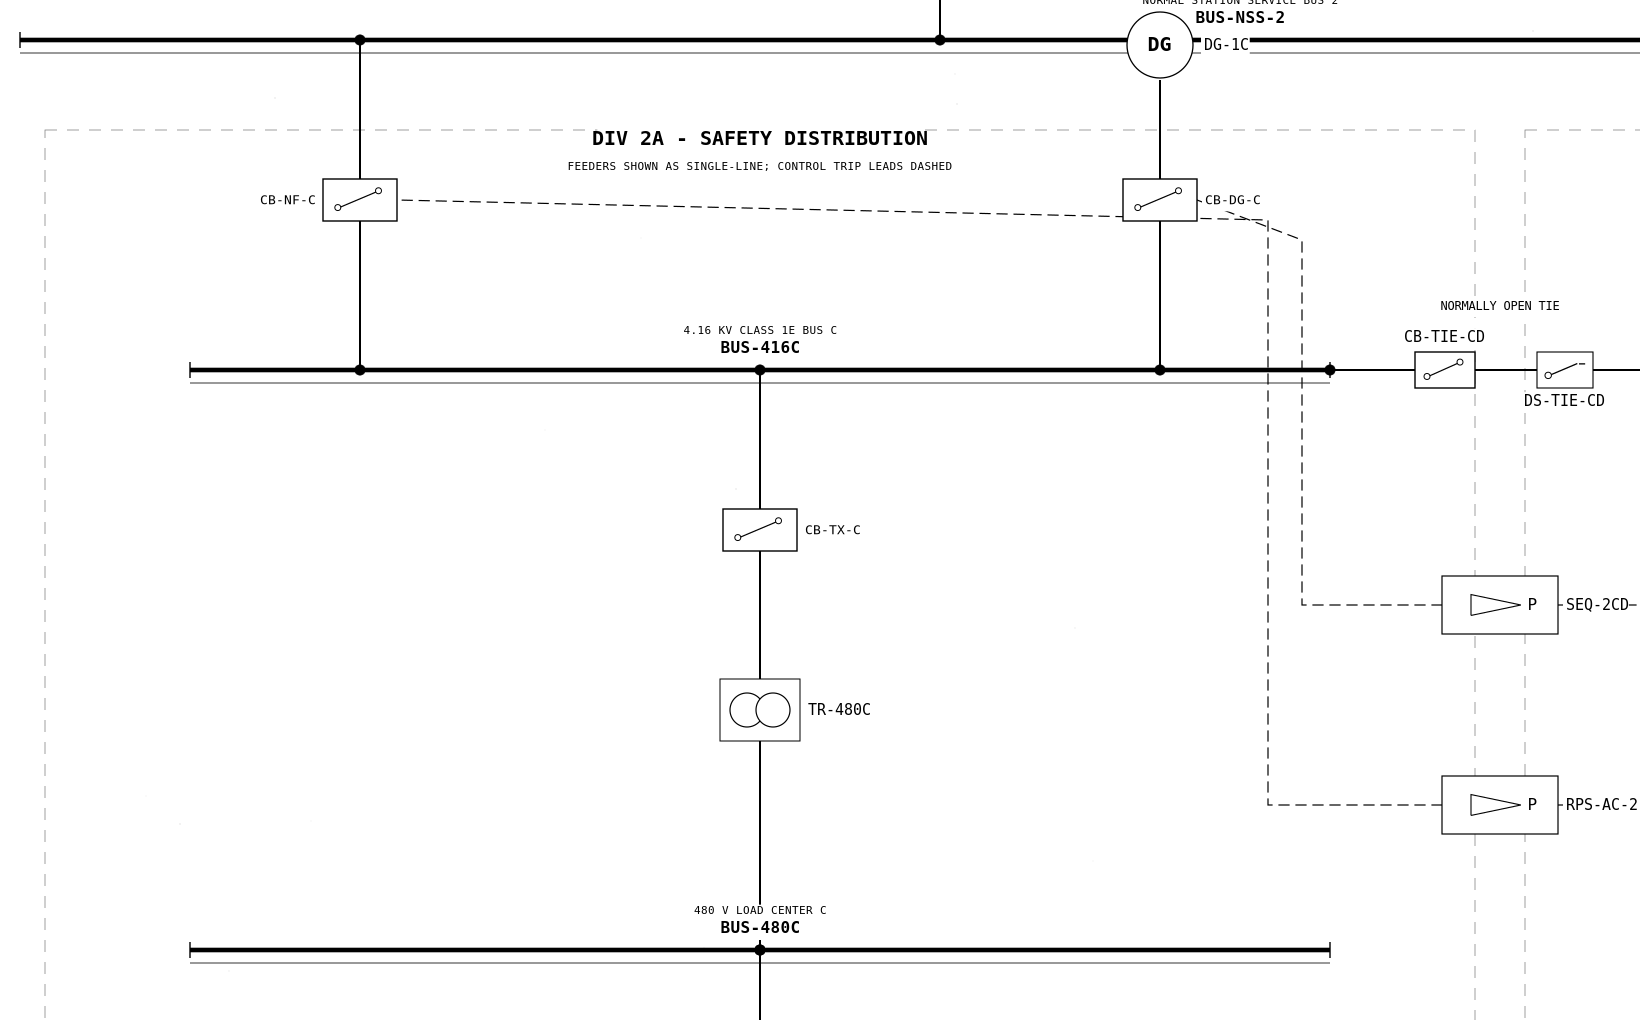 NORMAL STATION SERVICE BUS 2
BUS-NSS-2
DG
DG-1C
DIV 2A - SAFETY DISTRIBUTION
FEEDERS SHOWN AS SINGLE-LINE; CONTROL TRIP LEADS DASHED
CB-NF-C
CB-DG-C
NORMALLY OPEN TIE
4.16 KV CLASS 1E BUS C
BUS-416C
CB-TIE-CD
DS-TIE-CD
CB-TX-C
P
SEQ-2CD
TR-480C
P
RPS-AC-2
480 V LOAD CENTER C
BUS-480C